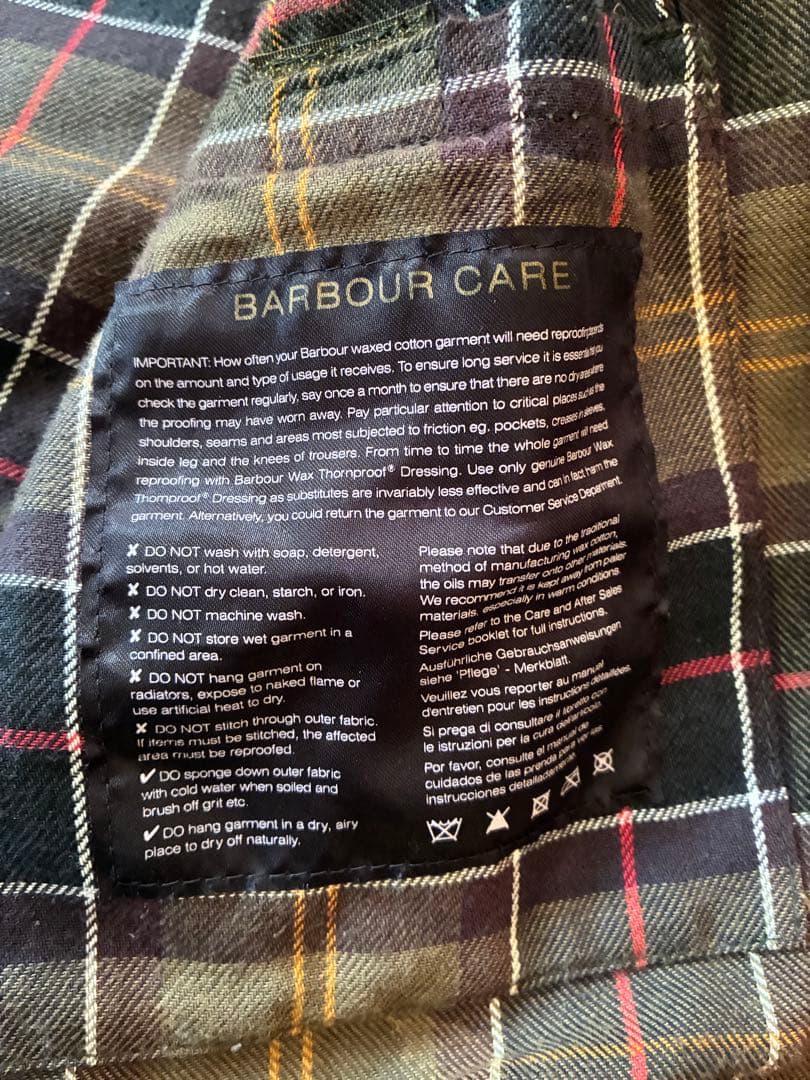 BARBOUR CARE
IMPORTANT: How often your Barbour waxed cotton garment will need reproofing depends
on the amount and type of usage it receives. To ensure long service it is essential you
check the garment regularly, say once a month to ensure that there are no dry areas where
the proofing may have worn away. Pay particular attention to critical places such as the
shoulders, seams and areas most subjected to friction eg. pockets, creases in sleeves,
inside leg and the knees of trousers. From time to time the whole garment will need
reproofing with Barbour Wax Thornproof® Dressing. Use only genuine Barbour Wax
Thornproof® Dressing as substitutes are invariably less effective and can in fact harm the
garment. Alternatively, you could return the garment to our Customer Service Department.
✘ DO NOT wash with soap, detergent,
solvents, or hot water.
✘ DO NOT dry clean, starch, or iron.
✘ DO NOT machine wash.
✘ DO NOT store wet garment in a
confined area.
✘ DO NOT hang garment on
radiators, expose to naked flame or
use artificial heat to dry.
✘ DO NOT stitch through outer fabric.
If items must be stitched, the affected
area must be reproofed.
✔ DO sponge down outer fabric
with cold water when soiled and
brush off grit etc.
✔ DO hang garment in a dry, airy
place to dry off naturally.
Please note that due to the traditional
method of manufacturing wax cotton,
the oils may transfer onto other materials.
We recommend it is kept away from paler
materials, especially in warm conditions.
Please refer to the Care and After Sales
Service booklet for full instructions.
Ausführliche Gebrauchsanweisungen
siehe 'Pflege' - Merkblatt.
Veuillez vous reporter au manuel
d'entretien pour les instructions détaillées.
Si prega di consultare il libretto con
le istruzioni per la cura dell'articolo.
Por favor, consulte el manual de
cuidados de las prendas para ver las
instrucciones detalladamente.